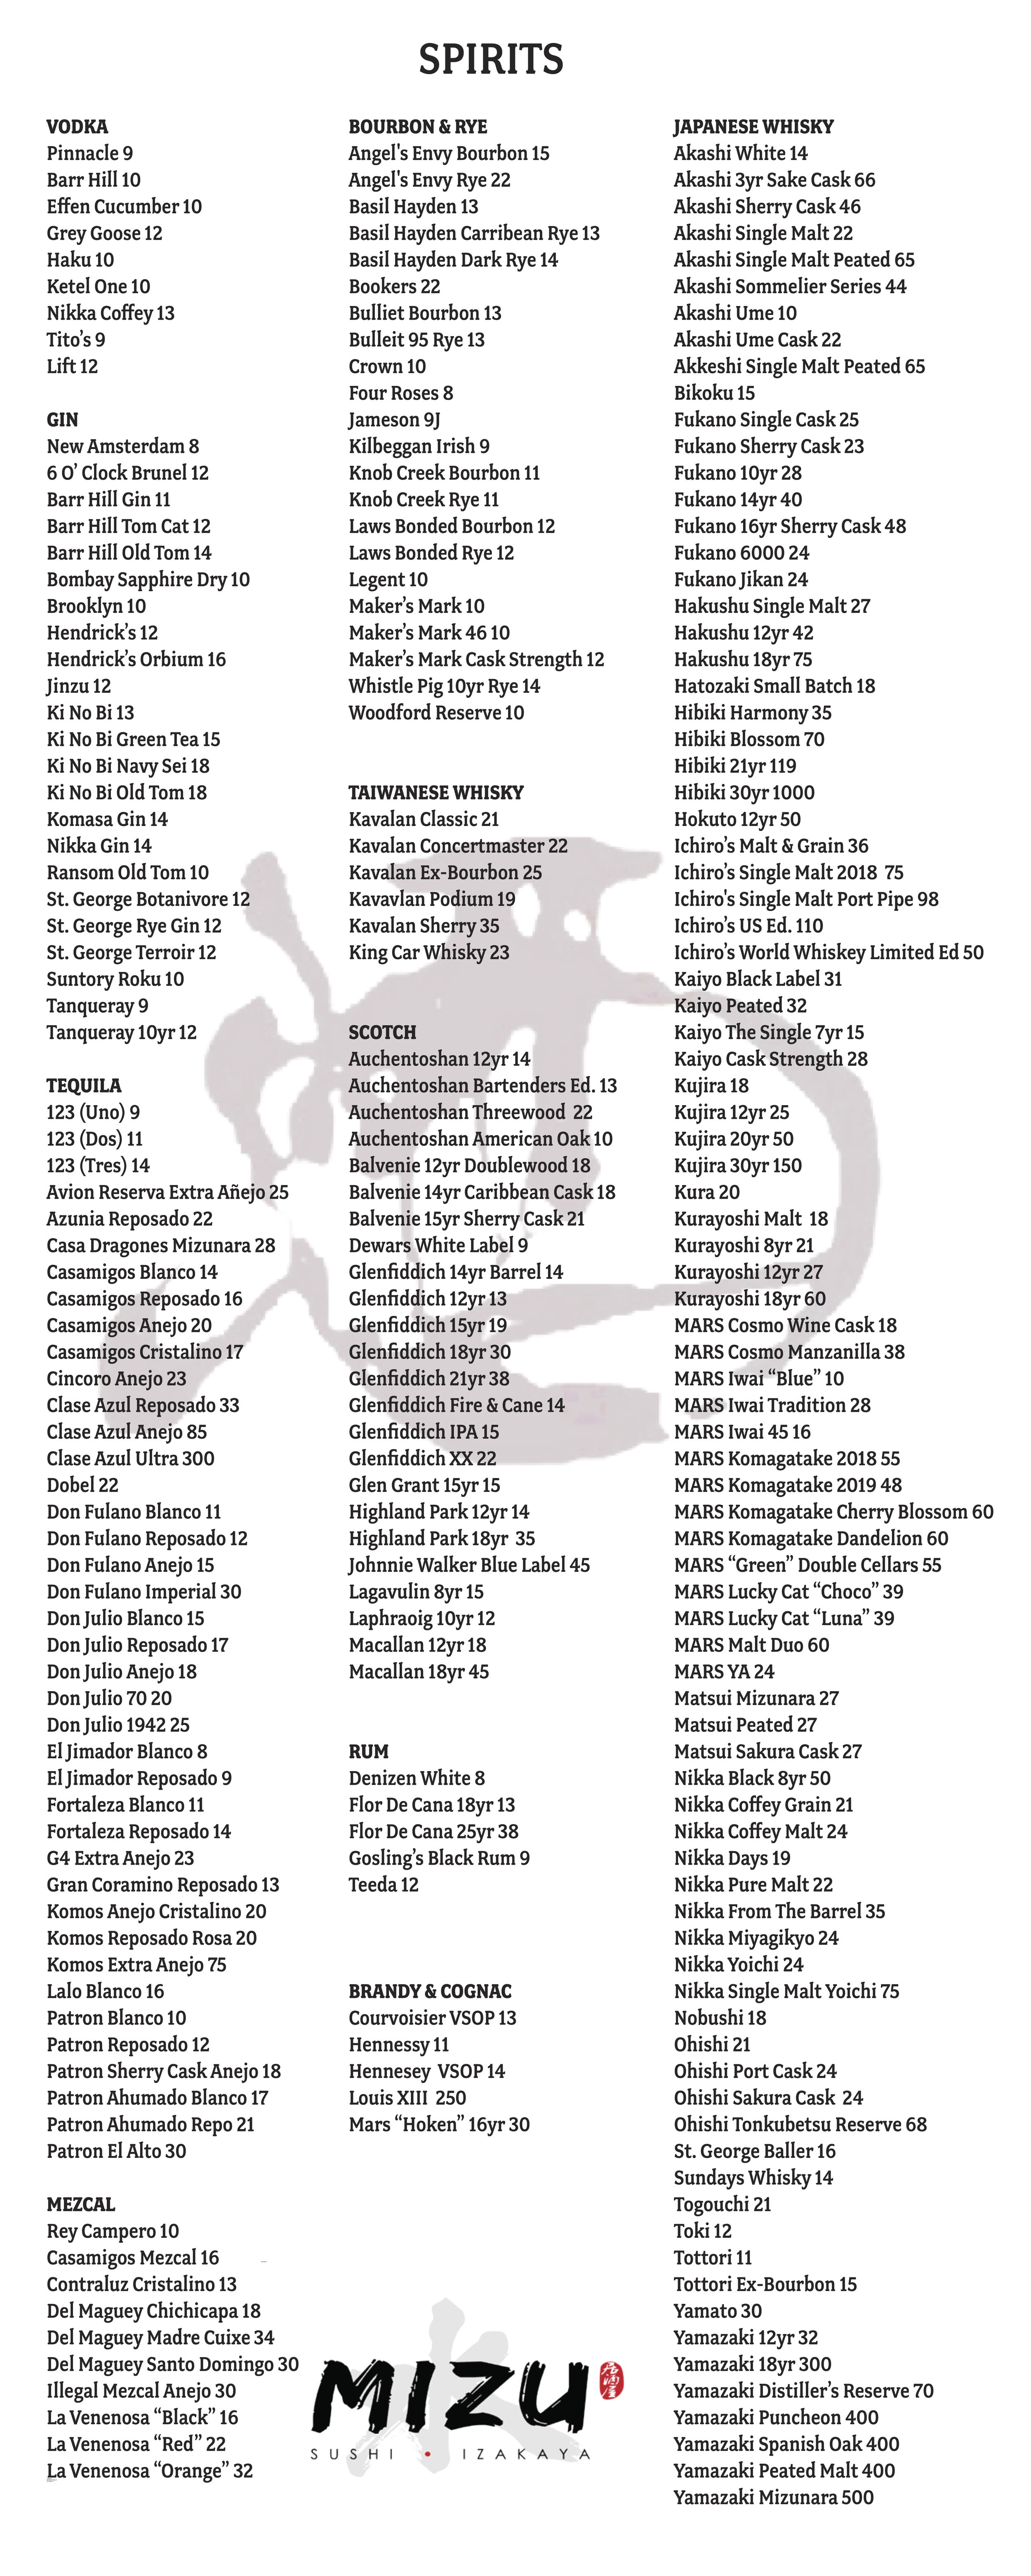 SPIRITS
VODKA
Pinnacle 9
Barr Hill 10
Effen Cucumber 10
Grey Goose 12
Haku 10
Ketel One 10
Nikka Coffey 13
Tito’s 9
Lift 12
GIN
New Amsterdam 8
6 O’ Clock Brunel 12
Barr Hill Gin 11
Barr Hill Tom Cat 12
Barr Hill Old Tom 14
Bombay Sapphire Dry 10
Brooklyn 10
Hendrick’s 12
Hendrick’s Orbium 16
Jinzu 12
Ki No Bi 13
Ki No Bi Green Tea 15
Ki No Bi Navy Sei 18
Ki No Bi Old Tom 18
Komasa Gin 14
Nikka Gin 14
Ransom Old Tom 10
St. George Botanivore 12
St. George Rye Gin 12
St. George Terroir 12
Suntory Roku 10
Tanqueray 9
Tanqueray 10yr 12
TEQUILA
123 (Uno) 9
123 (Dos) 11
123 (Tres) 14
Avion Reserva Extra Añejo 25
Azunia Reposado 22
Casa Dragones Mizunara 28
Casamigos Blanco 14
Casamigos Reposado 16
Casamigos Anejo 20
Casamigos Cristalino 17
Cincoro Anejo 23
Clase Azul Reposado 33
Clase Azul Anejo 85
Clase Azul Ultra 300
Dobel 22
Don Fulano Blanco 11
Don Fulano Reposado 12
Don Fulano Anejo 15
Don Fulano Imperial 30
Don Julio Blanco 15
Don Julio Reposado 17
Don Julio Anejo 18
Don Julio 70 20
Don Julio 1942 25
El Jimador Blanco 8
El Jimador Reposado 9
Fortaleza Blanco 11
Fortaleza Reposado 14
G4 Extra Anejo 23
Gran Coramino Reposado 13
Komos Anejo Cristalino 20
Komos Reposado Rosa 20
Komos Extra Anejo 75
Lalo Blanco 16
Patron Blanco 10
Patron Reposado 12
Patron Sherry Cask Anejo 18
Patron Ahumado Blanco 17
Patron Ahumado Repo 21
Patron El Alto 30
MEZCAL
Rey Campero 10
Casamigos Mezcal 16
Contraluz Cristalino 13
Del Maguey Chichicapa 18
Del Maguey Madre Cuixe 34
Del Maguey Santo Domingo 30
Illegal Mezcal Anejo 30
La Venenosa “Black” 16
La Venenosa “Red” 22
La Venenosa “Orange” 32
BOURBON & RYE
Angel's Envy Bourbon 15
Angel's Envy Rye 22
Basil Hayden 13
Basil Hayden Carribean Rye 13
Basil Hayden Dark Rye 14
Bookers 22
Bulliet Bourbon 13
Bulleit 95 Rye 13
Crown 10
Four Roses 8
Jameson 9J
Kilbeggan Irish 9
Knob Creek Bourbon 11
Knob Creek Rye 11
Laws Bonded Bourbon 12
Laws Bonded Rye 12
Legent 10
Maker’s Mark 10
Maker’s Mark 46 10
Maker’s Mark Cask Strength 12
Whistle Pig 10yr Rye 14
Woodford Reserve 10
TAIWANESE WHISKY
Kavalan Classic 21
Kavalan Concertmaster 22
Kavalan Ex-Bourbon 25
Kavavlan Podium 19
Kavalan Sherry 35
King Car Whisky 23
SCOTCH
Auchentoshan 12yr 14
Auchentoshan Bartenders Ed. 13
Auchentoshan Threewood 22
Auchentoshan American Oak 10
Balvenie 12yr Doublewood 18
Balvenie 14yr Caribbean Cask 18
Balvenie 15yr Sherry Cask 21
Dewars White Label 9
Glenfiddich 14yr Barrel 14
Glenfiddich 12yr 13
Glenfiddich 15yr 19
Glenfiddich 18yr 30
Glenfiddich 21yr 38
Glenfiddich Fire & Cane 14
Glenfiddich IPA 15
Glenfiddich XX 22
Glen Grant 15yr 15
Highland Park 12yr 14
Highland Park 18yr 35
Johnnie Walker Blue Label 45
Lagavulin 8yr 15
Laphraoig 10yr 12
Macallan 12yr 18
Macallan 18yr 45
RUM
Denizen White 8
Flor De Cana 18yr 13
Flor De Cana 25yr 38
Gosling’s Black Rum 9
Teeda 12
BRANDY & COGNAC
Courvoisier VSOP 13
Hennessy 11
Hennesey VSOP 14
Louis XIII 250
Mars “Hoken” 16yr 30
MIZU
居酒屋
SUSHI • IZAKAYA
JAPANESE WHISKY
Akashi White 14
Akashi 3yr Sake Cask 66
Akashi Sherry Cask 46
Akashi Single Malt 22
Akashi Single Malt Peated 65
Akashi Sommelier Series 44
Akashi Ume 10
Akashi Ume Cask 22
Akkeshi Single Malt Peated 65
Bikoku 15
Fukano Single Cask 25
Fukano Sherry Cask 23
Fukano 10yr 28
Fukano 14yr 40
Fukano 16yr Sherry Cask 48
Fukano 6000 24
Fukano Jikan 24
Hakushu Single Malt 27
Hakushu 12yr 42
Hakushu 18yr 75
Hatozaki Small Batch 18
Hibiki Harmony 35
Hibiki Blossom 70
Hibiki 21yr 119
Hibiki 30yr 1000
Hokuto 12yr 50
Ichiro’s Malt & Grain 36
Ichiro’s Single Malt 2018 75
Ichiro's Single Malt Port Pipe 98
Ichiro’s US Ed. 110
Ichiro’s World Whiskey Limited Ed 50
Kaiyo Black Label 31
Kaiyo Peated 32
Kaiyo The Single 7yr 15
Kaiyo Cask Strength 28
Kujira 18
Kujira 12yr 25
Kujira 20yr 50
Kujira 30yr 150
Kura 20
Kurayoshi Malt 18
Kurayoshi 8yr 21
Kurayoshi 12yr 27
Kurayoshi 18yr 60
MARS Cosmo Wine Cask 18
MARS Cosmo Manzanilla 38
MARS Iwai “Blue” 10
MARS Iwai Tradition 28
MARS Iwai 45 16
MARS Komagatake 2018 55
MARS Komagatake 2019 48
MARS Komagatake Cherry Blossom 60
MARS Komagatake Dandelion 60
MARS “Green” Double Cellars 55
MARS Lucky Cat “Choco” 39
MARS Lucky Cat “Luna” 39
MARS Malt Duo 60
MARS YA 24
Matsui Mizunara 27
Matsui Peated 27
Matsui Sakura Cask 27
Nikka Black 8yr 50
Nikka Coffey Grain 21
Nikka Coffey Malt 24
Nikka Days 19
Nikka Pure Malt 22
Nikka From The Barrel 35
Nikka Miyagikyo 24
Nikka Yoichi 24
Nikka Single Malt Yoichi 75
Nobushi 18
Ohishi 21
Ohishi Port Cask 24
Ohishi Sakura Cask 24
Ohishi Tonkubetsu Reserve 68
St. George Baller 16
Sundays Whisky 14
Togouchi 21
Toki 12
Tottori 11
Tottori Ex-Bourbon 15
Yamato 30
Yamazaki 12yr 32
Yamazaki 18yr 300
Yamazaki Distiller’s Reserve 70
Yamazaki Puncheon 400
Yamazaki Spanish Oak 400
Yamazaki Peated Malt 400
Yamazaki Mizunara 500